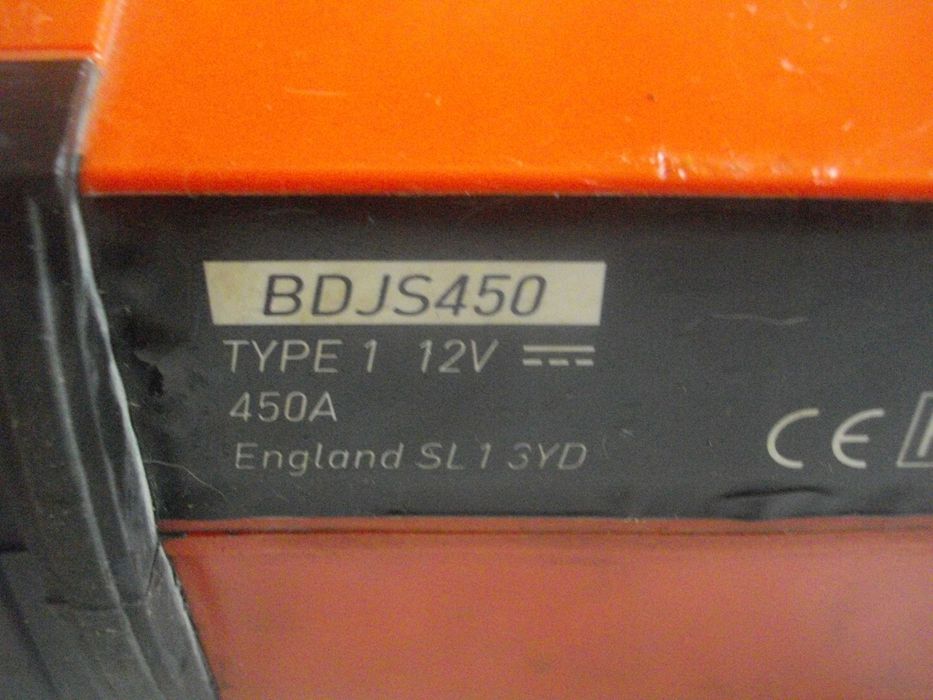 BDJS450
TYPE 1 12V
450A
England SL1 3YD
CE